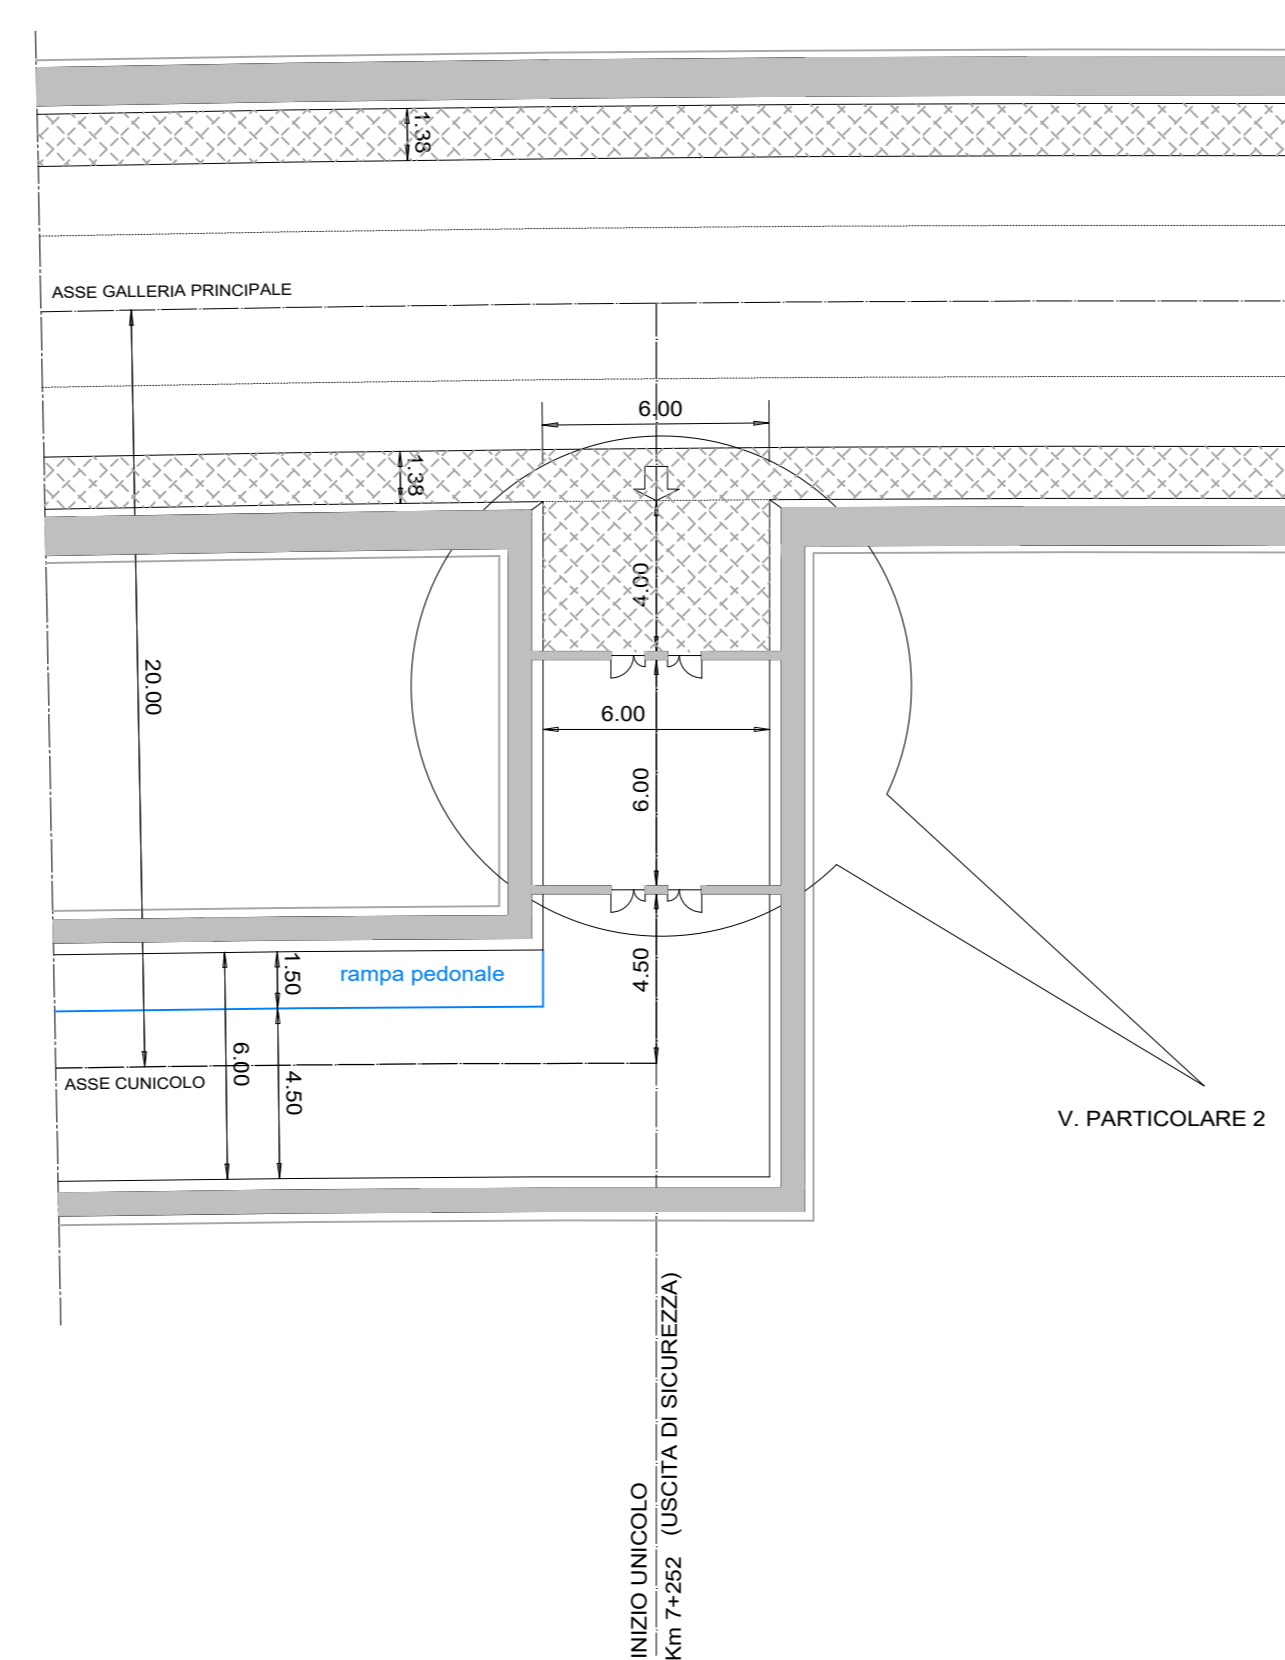 1.38
ASSE GALLERIA PRINCIPALE
6.00
1.38
4.00
20.00
6.00
6.00
4.50
1.50
rampa pedonale
6.00
4.50
ASSE CUNICOLO
V. PARTICOLARE 2
INIZIO UNICOLO
Km 7+252 (USCITA DI SICUREZZA)